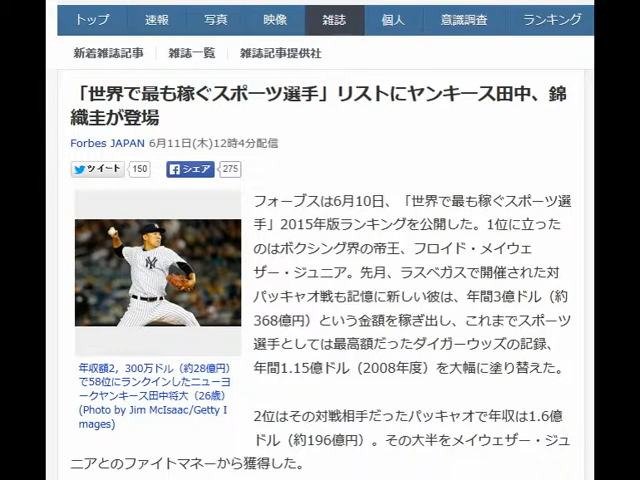 トップ 速報 写真 映像 雑誌 個人 意識調査 ランキング
新着雑誌記事 雑誌一覧 雑誌記事提供社
「世界で最も稼ぐスポーツ選手」リストにヤンキース田中、錦
織圭が登場
Forbes JAPAN 6月11日(木)12時4分配信
ツイート 150 シェア 275
フォーブスは6月10日、「世界で最も稼ぐスポーツ選
手」2015年版ランキングを公開した。1位に立った
のはボクシング界の帝王、フロイド・メイウェ
ザー・ジュニア。先月、ラスベガスで開催された対
パッキャオ戦も記憶に新しい彼は、年間3億ドル（約
368億円）という金額を稼ぎ出し、これまでスポーツ
選手としては最高額だったダイガーウッズの記録、
年間1.15億ドル（2008年度）を大幅に塗り替えた。
年収額2，300万ドル（約28億円）
で58位にランクインしたニューヨ
ークヤンキース田中将大（26歳）
(Photo by Jim McIsaac/Getty I
mages)
2位はその対戦相手だったパッキャオで年収は1.6億
ドル（約196億円）。その大半をメイウェザー・ジュ
ニアとのファイトマネーから獲得した。